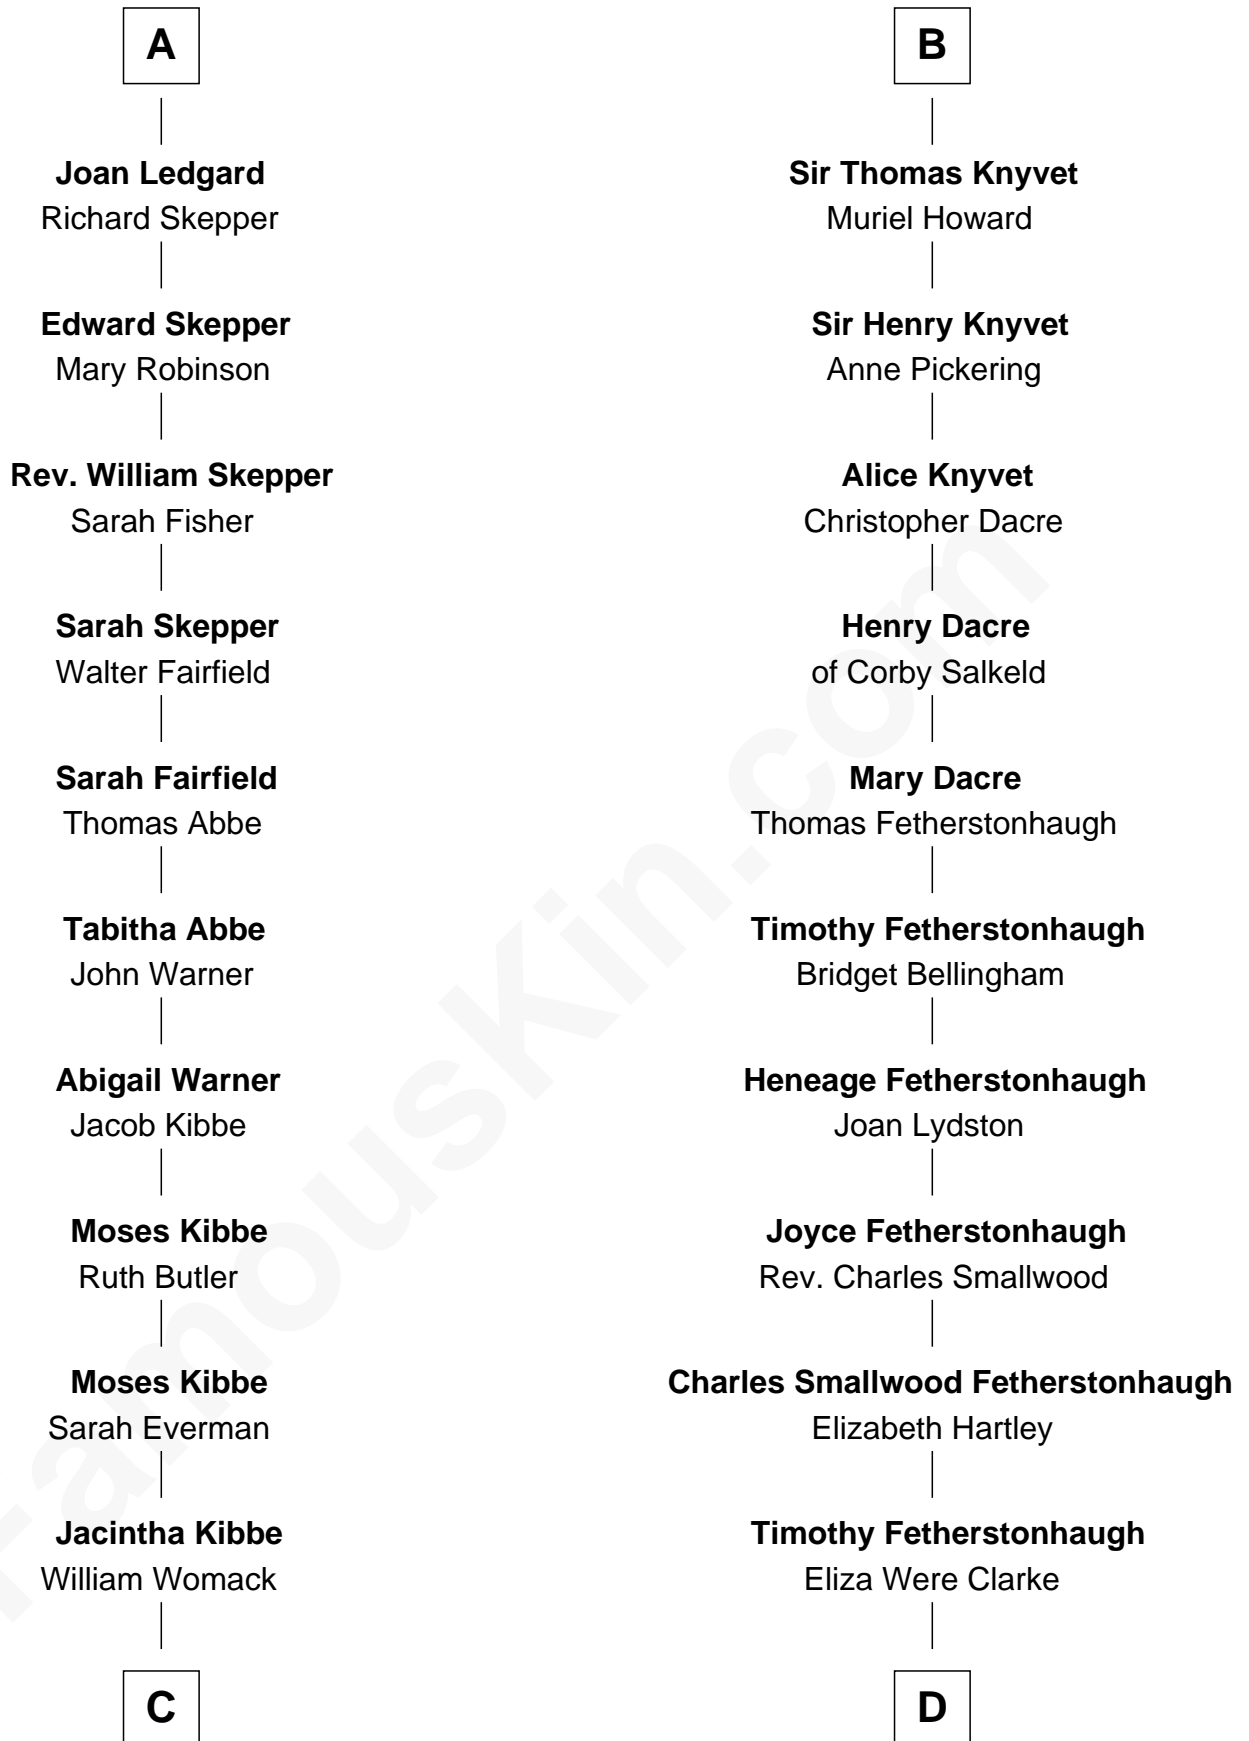 A
Joan Ledgard
Richard Skepper
Edward Skepper
Mary Robinson
Rev. William Skepper
Sarah Fisher
Sarah Skepper
Walter Fairfield
Sarah Fairfield
Thomas Abbe
Tabitha Abbe
John Warner
Abigail Warner
Jacob Kibbe
Moses Kibbe
Ruth Butler
Moses Kibbe
Sarah Everman
Jacintha Kibbe
William Womack
C
B
Sir Thomas Knyvet
Muriel Howard
Sir Henry Knyvet
Anne Pickering
Alice Knyvet
Christopher Dacre
Henry Dacre
of Corby Salkeld
Mary Dacre
Thomas Fetherstonhaugh
Timothy Fetherstonhaugh
Bridget Bellingham
Heneage Fetherstonhaugh
Joan Lydston
Joyce Fetherstonhaugh
Rev. Charles Smallwood
Charles Smallwood Fetherstonhaugh
Elizabeth Hartley
Timothy Fetherstonhaugh
Eliza Were Clarke
D
FamousKin.com